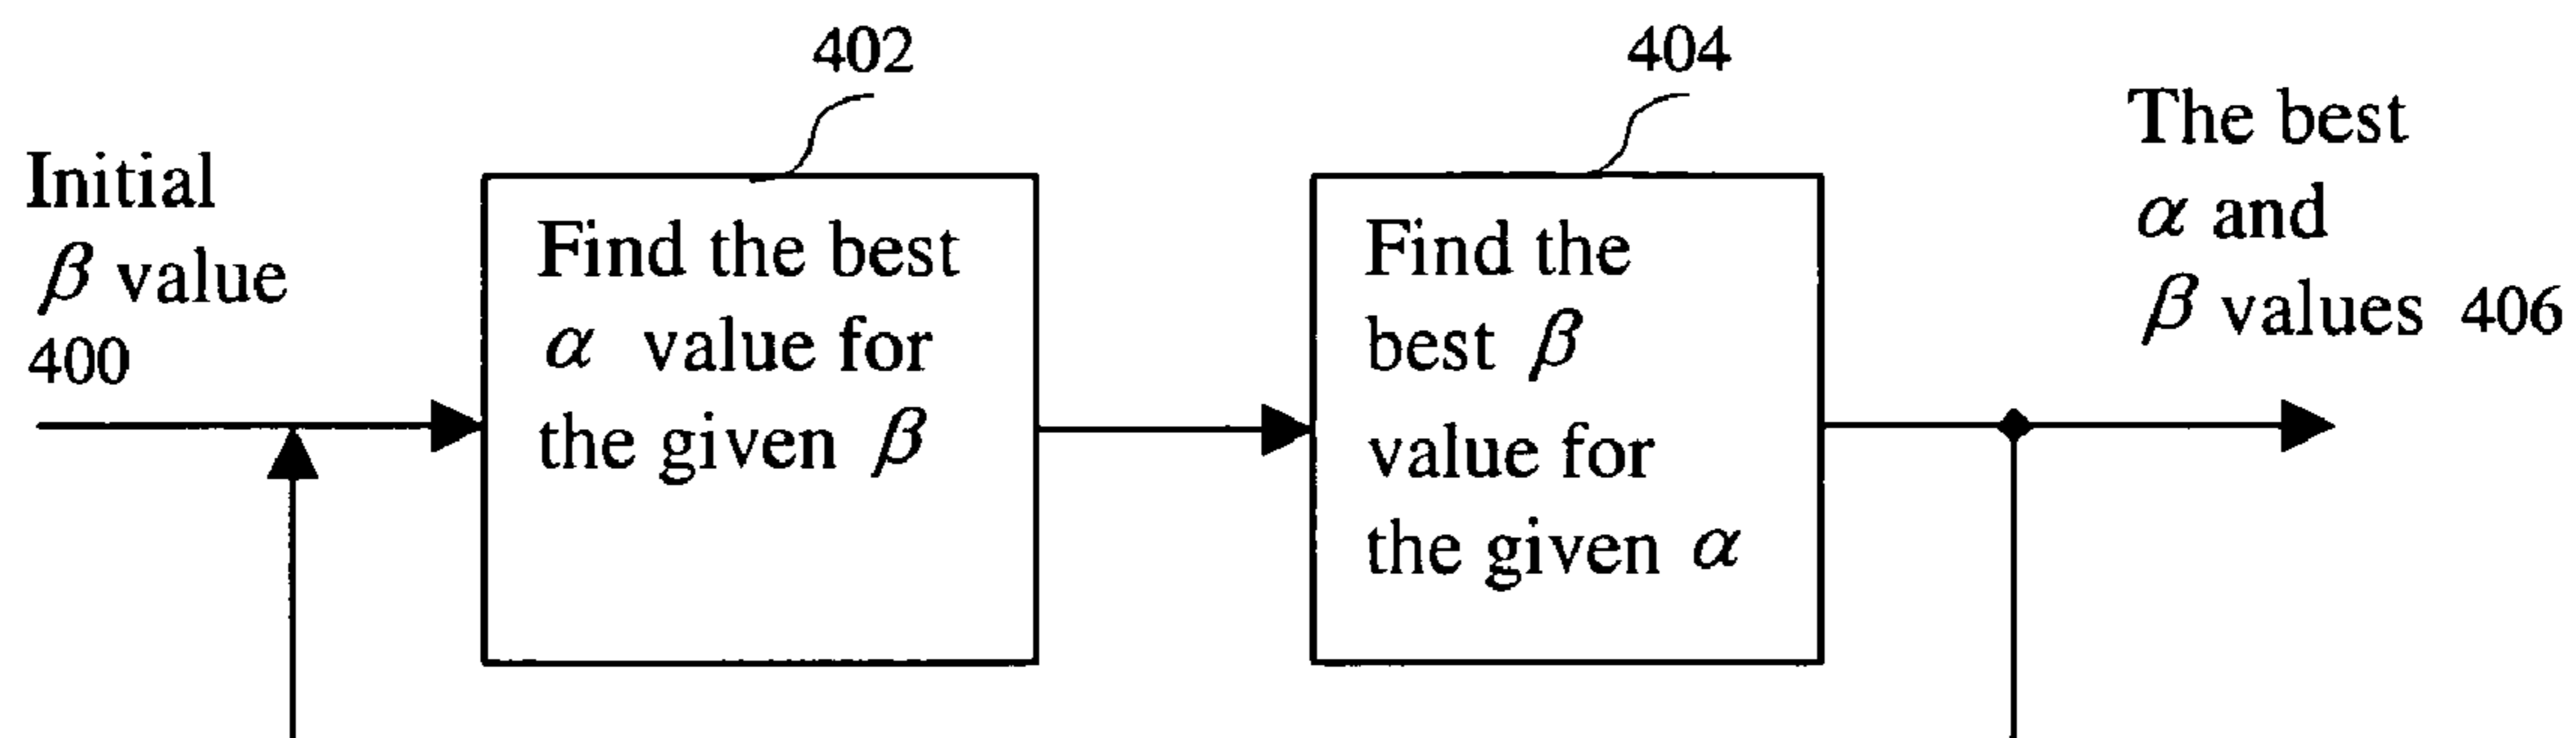 402
404
Initial
β value
400
Find the best
α value for
the given β
Find the
best β
value for
the given α
The best
α and
β values 406